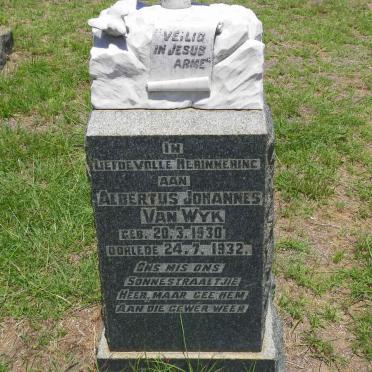 "VEILIG
IN JESUS
ARME"
IN
LIEFDEVOLLE HERINNERING
AAN
ALBERTUS JOHANNES
VAN WYK
GEB. 20.3.1930
OORLEDE 24.7.1932.
ONS MIS ONS
SONNESTRAALTJIE
HEER, MAAR GEE HEM
AAN DIE GEWER WEER